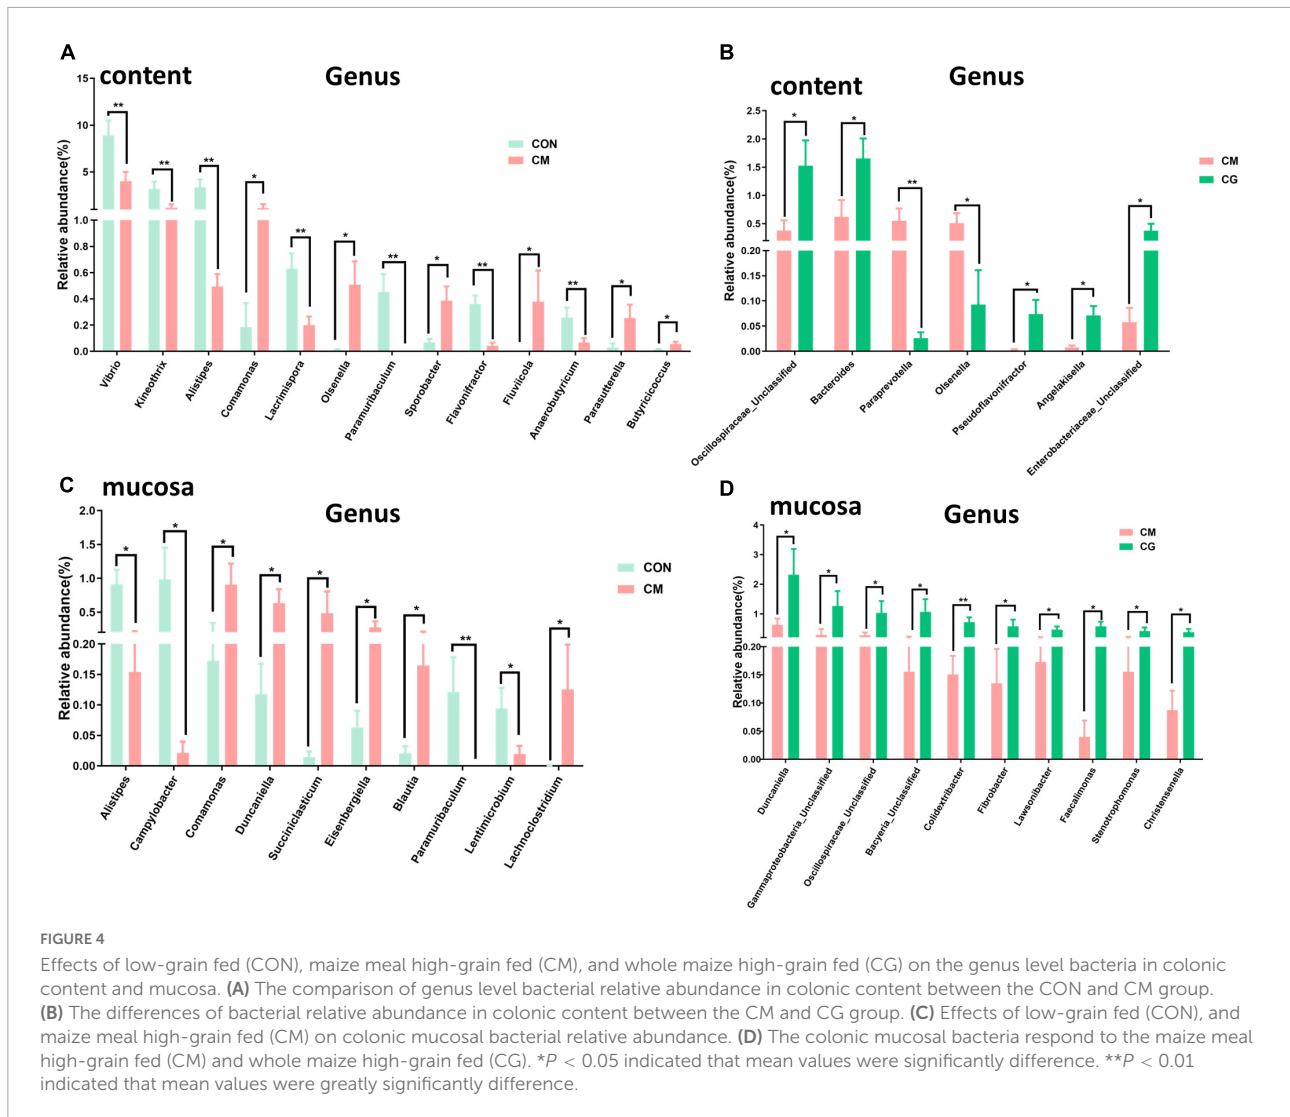 A
content
Genus
Relative abundance(%)
15
10
5
1.0
0.8
0.6
0.4
0.2
0.0
** ** ** * ** * ** * ** * ** * *
CON
CM
Vibrio
Kineothrix
Alistipes
Comamonas
Lacrimispora
Olsenella
Paramuribaculum
Sporobacter
Flavonifractor
Fluviicola
Anaerobutyricum
Parasutterella
Butyricicoccus
B
content
Genus
Relative abundance(%)
2.5
2.0
1.5
1.0
0.5
0.20
0.15
0.10
0.05
0.00
* * ** * * * *
CM
CG
Oscillospiraceae_Unclassified
Bacteroides
Paraprevotella
Olsenella
Pseudoflavonifractor
Angelakisella
Enterobacteriaceae_Unclassified
C
mucosa
Genus
Relative abundance(%)
2.0
1.5
1.0
0.5
0.20
0.15
0.10
0.05
0.00
* * * * * * * ** * *
CON
CM
Alistipes
Campylobacter
Comamonas
Duncaniella
Succiniclasticum
Eisenbergiella
Blautia
Paramuribaculum
Lentimicrobium
Lachnoclostridium
D
mucosa
Genus
Relative abundance(%)
4
3
2
1
0.20
0.15
0.10
0.05
0.00
* * * * ** * * * * *
CM
CG
Duncaniella
Gammaproteobacteria_Unclassified
Oscillospiraceae_Unclassified
Bacyeria_Unclassified
Colidextribacter
Fibrobacter
Lawsonibacter
Faecalimonas
Stenotrophomonas
Christensenella
FIGURE 4
Effects of low-grain fed (CON), maize meal high-grain fed (CM), and whole maize high-grain fed (CG) on the genus level bacteria in colonic
content and mucosa. (A) The comparison of genus level bacterial relative abundance in colonic content between the CON and CM group.
(B) The differences of bacterial relative abundance in colonic content between the CM and CG group. (C) Effects of low-grain fed (CON), and
maize meal high-grain fed (CM) on colonic mucosal bacterial relative abundance. (D) The colonic mucosal bacteria respond to the maize meal
high-grain fed (CM) and whole maize high-grain fed (CG). *P < 0.05 indicated that mean values were significantly difference. **P < 0.01
indicated that mean values were greatly significantly difference.